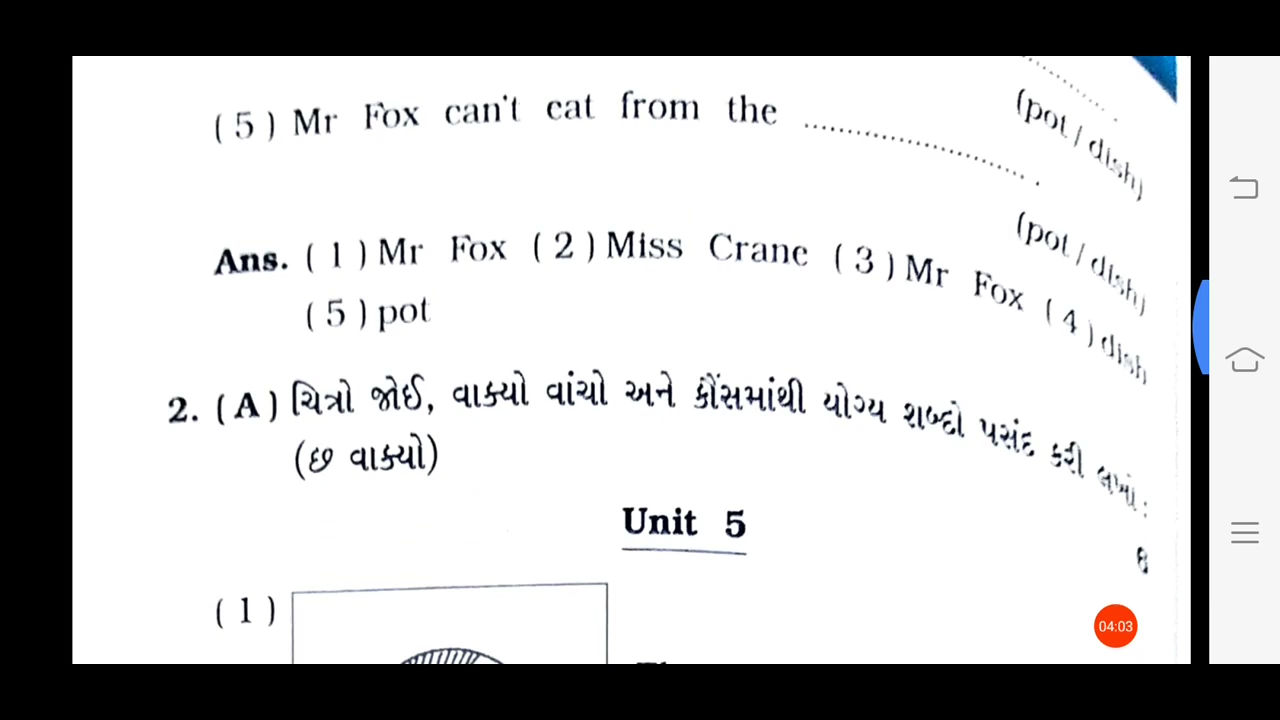 (pot / dish)
(5) Mr Fox can't eat from the ........................ .
(pot / dish)
Ans. (1) Mr Fox (2) Miss Crane (3) Mr Fox (4) dish
(5) pot
2. (A) ચિત્રો જોઈ, વાક્યો વાંચો અને કૌંસમાંથી યોગ્ય શબ્દો પસંદ કરી લખો :
(છ વાક્યો)
6
Unit 5
(1)
04:03